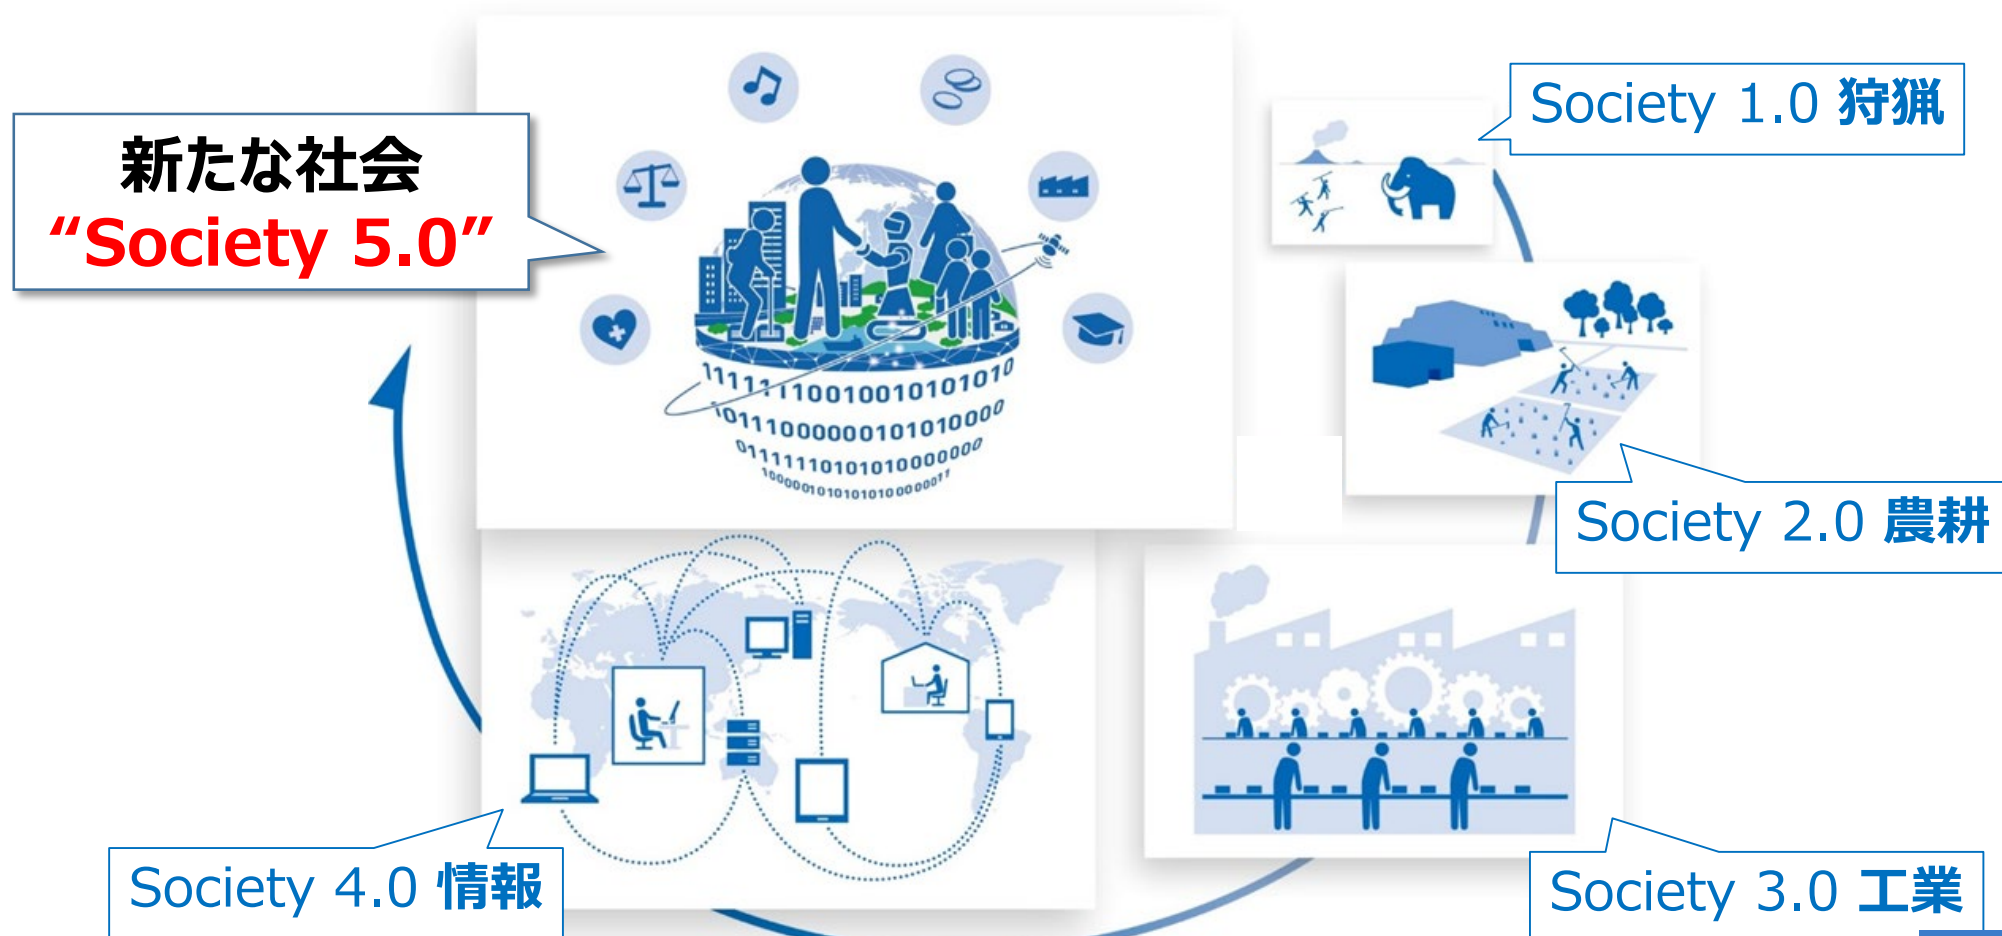 新たな社会
“Society 5.0”
Society 1.0 狩猟
Society 2.0 農耕
Society 3.0 工業
Society 4.0 情報
01110000001010100000